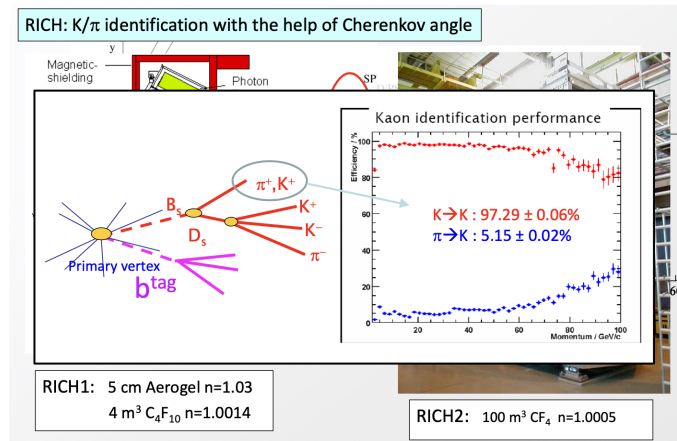 RICH: K/π identification with the help of Cherenkov angle
y
Magnetic-
shielding
Photon
SP
Kaon identification performance
Efficiency / %
100
80
60
40
20
0
20
40
60
80
100
Momentum / GeV/c
K→K : 97.29 ± 0.06%
π→K : 5.15 ± 0.02%
π⁺, K⁺
Bₛ
K⁺
Dₛ
K⁻
π⁻
Primary vertex
bᵗᵃᵍ
RICH1: 5 cm Aerogel n=1.03
4 m³ C₄F₁₀ n=1.0014
RICH2: 100 m³ CF₄ n=1.0005